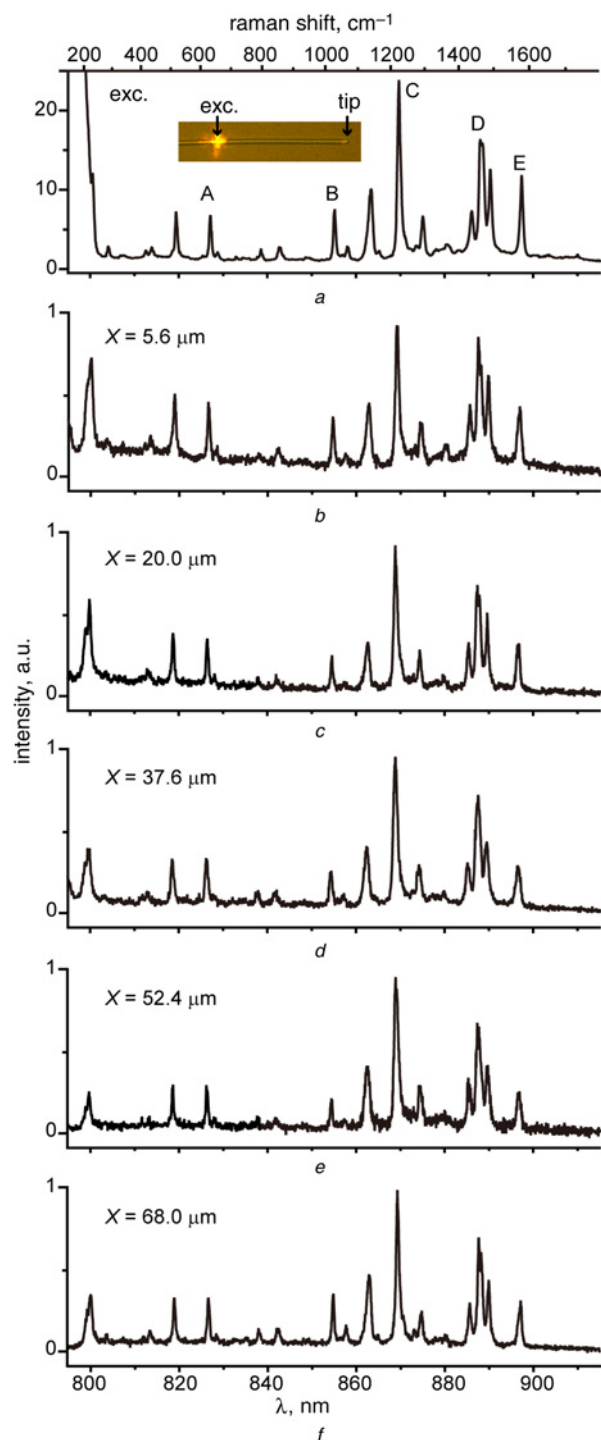 raman shift, cm⁻¹
200 400 600 800 1000 1200 1400 1600
exc. exc. tip C
20 D
A B E
10
0
a
1
X = 5.6 μm
0
b
1
X = 20.0 μm
0
c
intensity, a.u.
1
X = 37.6 μm
0
d
1
X = 52.4 μm
0
e
1
X = 68.0 μm
0
800 820 840 860 880 900
λ, nm
f